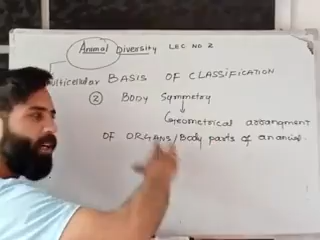 Animal Diversity LEC NO 2
Multicellular BASIS OF CLASSIFICATION
② BODY Symmetry
Geometrical arrangment
OF ORGANS/Body parts of an animal.